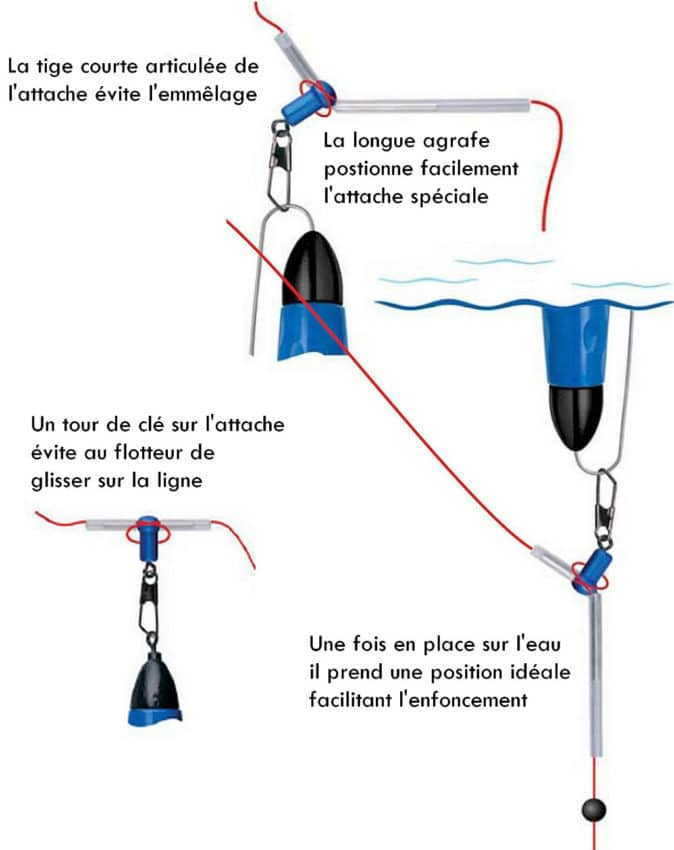 La tige courte articulée de
l'attache évite l'emmêlage
La longue agrafe
postionne facilement
l'attache spéciale
Un tour de clé sur l'attache
évite au flotteur de
glisser sur la ligne
Une fois en place sur l'eau
il prend une position idéale
facilitant l'enfoncement